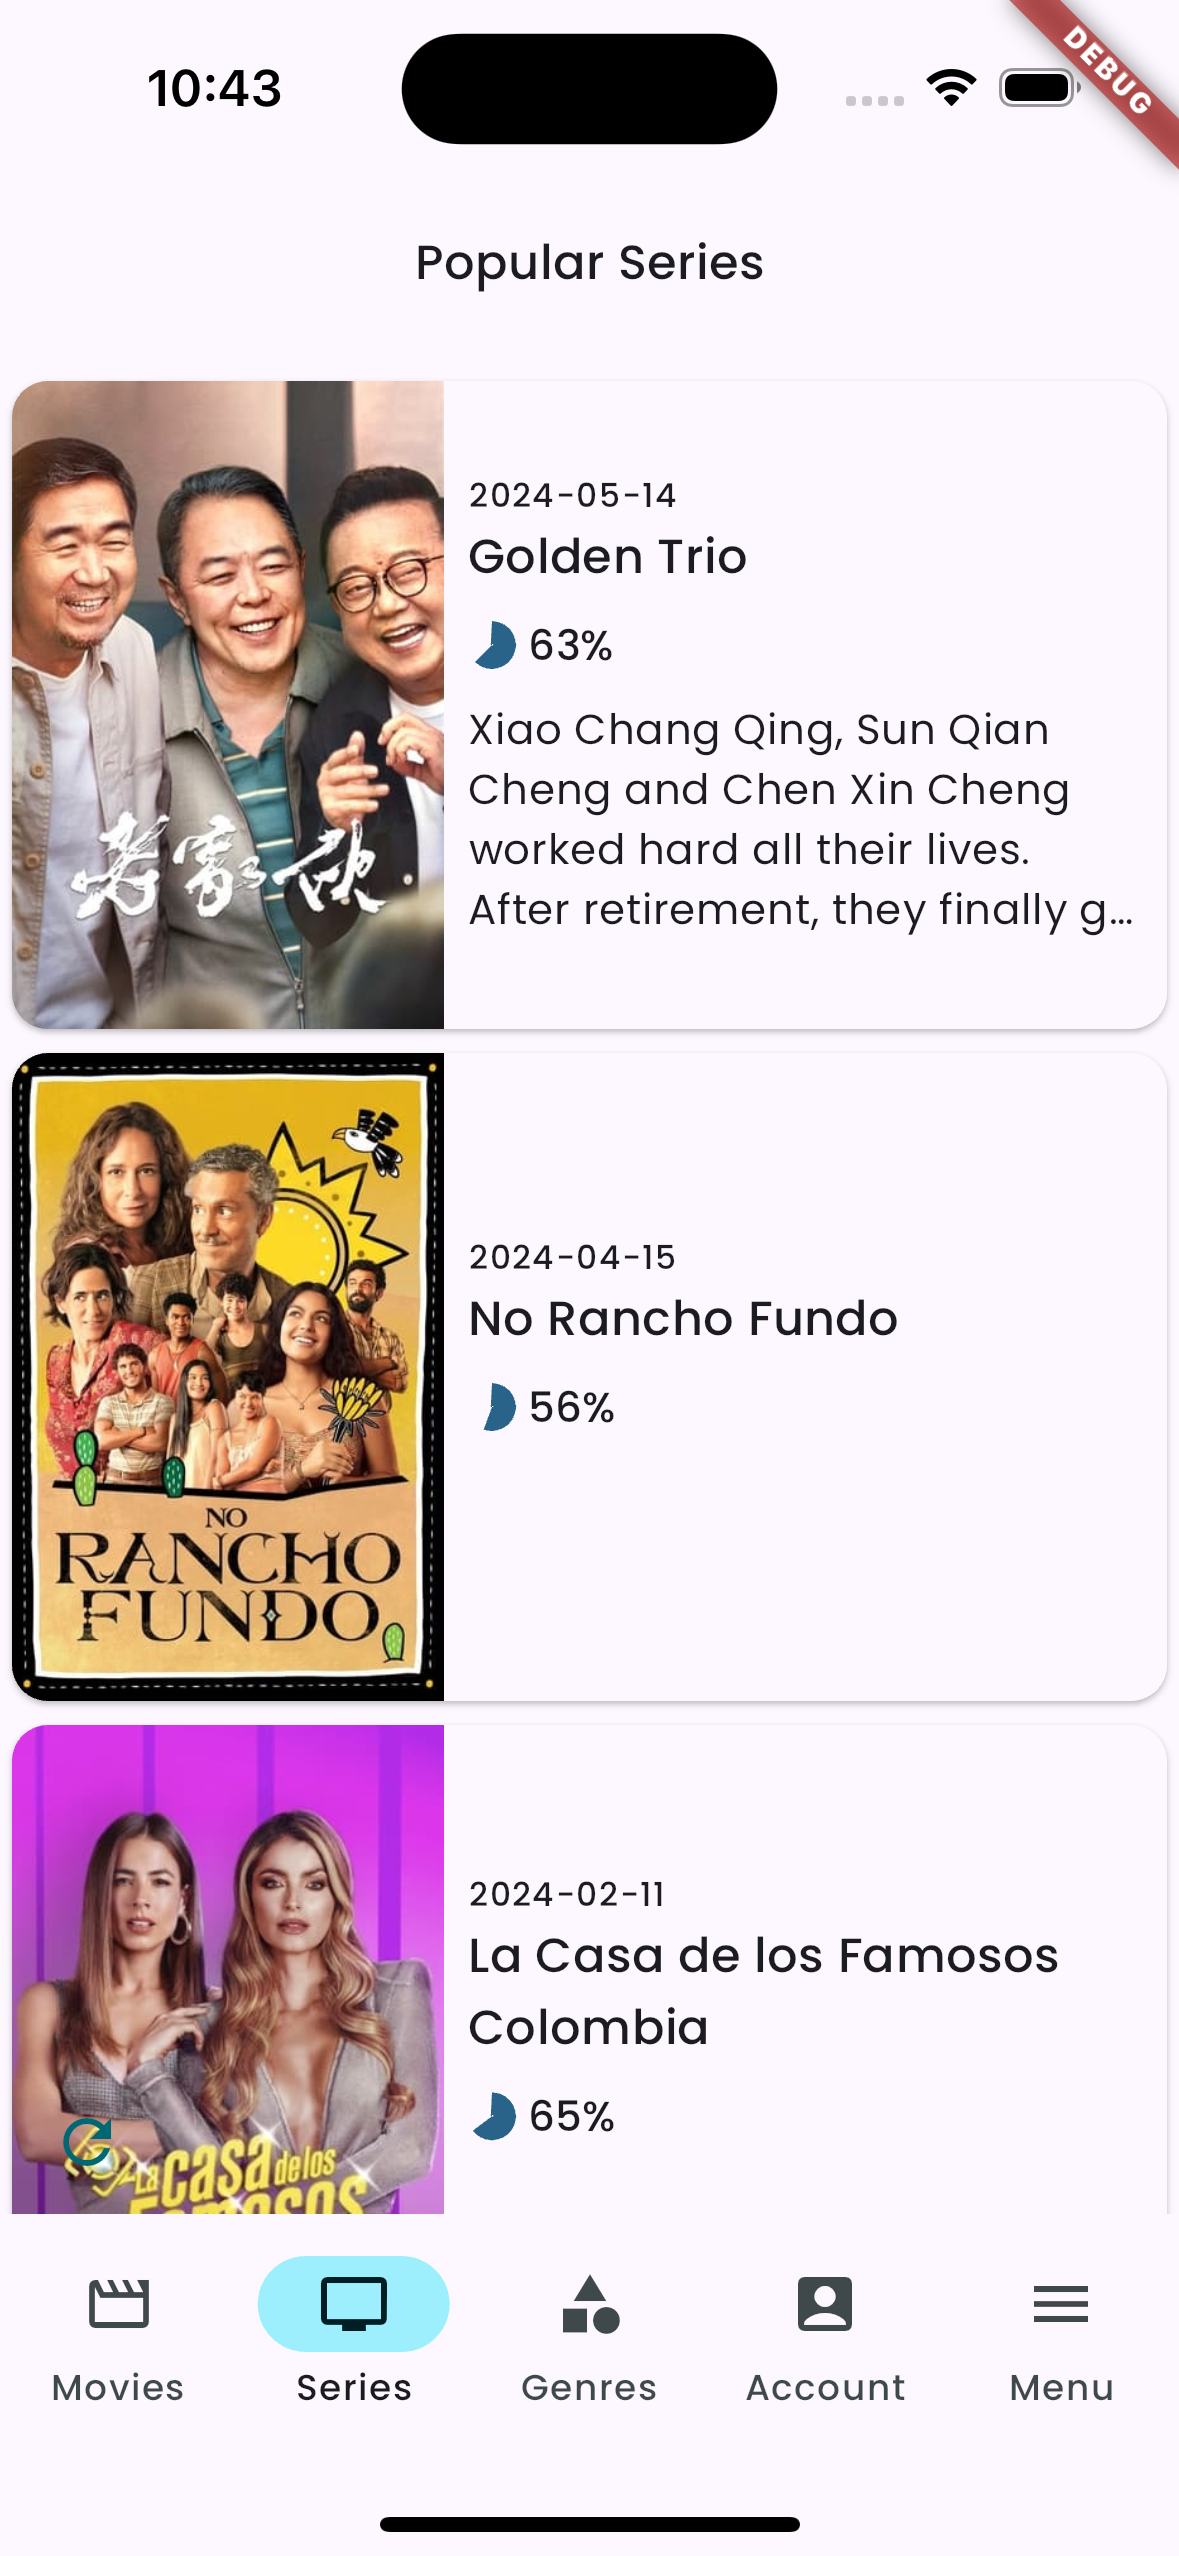 10:43
DEBUG
Popular Series
2024-05-14
Golden Trio
63%
Xiao Chang Qing, Sun Qian
Cheng and Chen Xin Cheng
worked hard all their lives.
After retirement, they finally g...
2024-04-15
No Rancho Fundo
56%
NO
RANCHO
FUNDO
2024-02-11
La Casa de los Famosos
Colombia
65%
La casa de los
Famosos
Movies
Series
Genres
Account
Menu